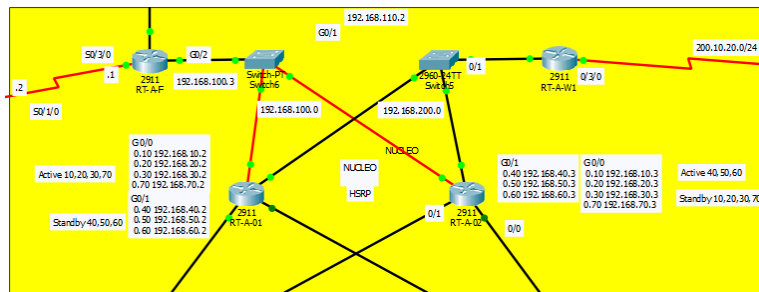 192.168.110.2
G0/1
S0/3/0
G0/2
.1
2911
RT-A-F
Switch-PT
Switch6
192.168.100.3
2960-24TT
Switch5
0/1
2911
RT-A-W1
0/3/0
200.10.20.0/24
.2
S0/1/0
192.168.100.0
192.168.200.0
NUCLEO
NUCLEO
HSRP
G0/0
0.10 192.168.10.2
0.20 192.168.20.2
0.30 192.168.30.2
0.70 192.168.70.2
G0/1
0.40 192.168.40.2
0.50 192.168.50.2
0.60 192.168.60.2
Active 10,20,30,70
Standby 40,50,60
2911
RT-A-01
2911
RT-A-02
0/1
0/0
G0/1
0.40 192.168.40.3
0.50 192.168.50.3
0.60 192.168.60.3
G0/0
0.10 192.168.10.3
0.20 192.168.20.3
0.30 192.168.30.3
0.70 192.168.70.3
Active 40,50,60
Standby 10,20,30,70